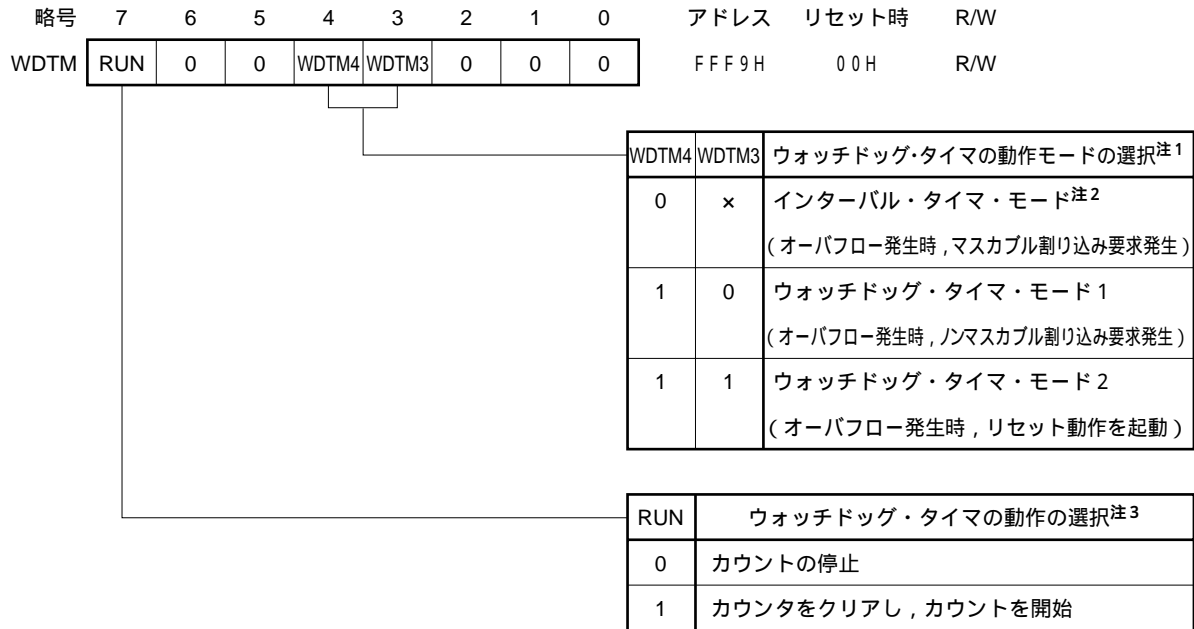 略号 7 6 5 4 3 2 1 0 アドレス リセット時 R/W
WDTM RUN 0 0 WDTM4 WDTM3 0 0 0 FFF9H 00H R/W
WDTM4 WDTM3 ウォッチドッグ・タイマの動作モードの選択注1
0 × インターバル・タイマ・モード注2
(オーバフロー発生時,マスカブル割り込み要求発生)
1 0 ウォッチドッグ・タイマ・モード1
(オーバフロー発生時,ノンマスカブル割り込み要求発生)
1 1 ウォッチドッグ・タイマ・モード2
(オーバフロー発生時,リセット動作を起動)
RUN ウォッチドッグ・タイマの動作の選択注3
0 カウントの停止
1 カウンタをクリアし,カウントを開始